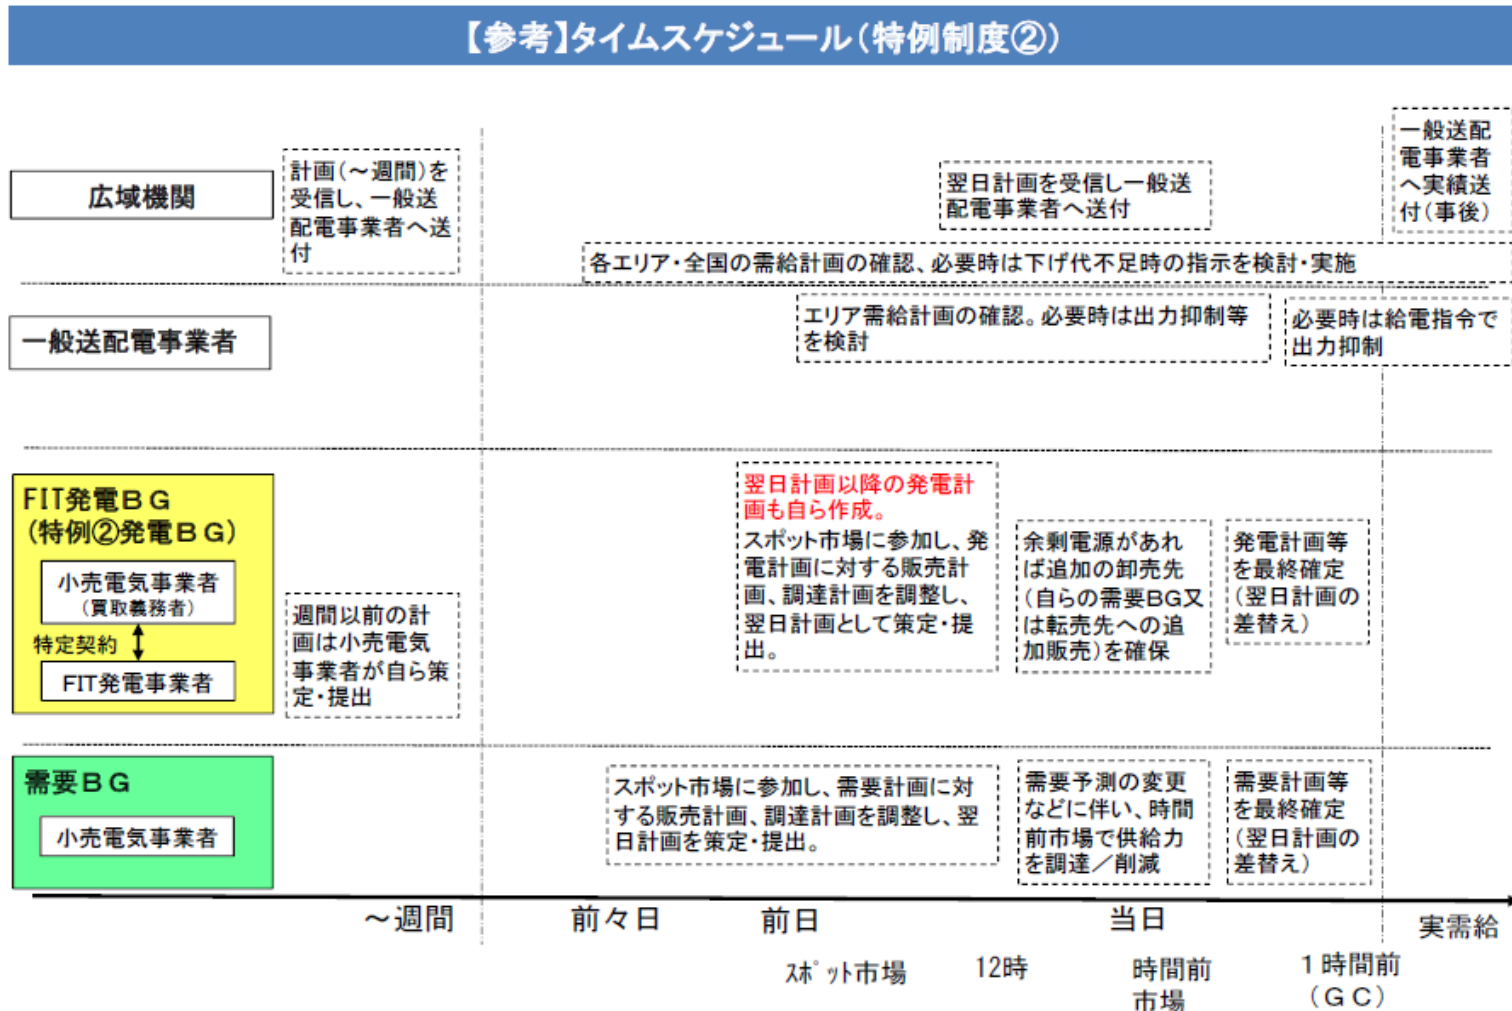 【参考】タイムスケジュール（特例制度②）
広域機関
計画（～週間）を
受信し、一般送
配電事業者へ送
付
翌日計画を受信し一般送
配電事業者へ送付
一般送配
電事業者
へ実績送
付（事後）
各エリア・全国の需給計画の確認、必要時は下げ代不足時の指示を検討・実施
一般送配電事業者
エリア需給計画の確認。必要時は出力抑制等
を検討
必要時は給電指令で
出力抑制
FIT発電ＢＧ
（特例②発電ＢＧ）
小売電気事業者
（買取義務者）
特定契約
FIT発電事業者
週間以前の計
画は小売電気
事業者が自ら策
定・提出
翌日計画以降の発電計
画も自ら作成。
スポット市場に参加し、発
電計画に対する販売計
画、調達計画を調整し、
翌日計画として策定・提
出。
余剰電源があれ
ば追加の卸売先
（自らの需要BG又
は転売先への追
加販売）を確保
発電計画等
を最終確定
（翌日計画の
差替え）
需要ＢＧ
小売電気事業者
スポット市場に参加し、需要計画に対
する販売計画、調達計画を調整し、翌
日計画を策定・提出。
需要予測の変更
などに伴い、時間
前市場で供給力
を調達／削減
需要計画等
を最終確定
（翌日計画の
差替え）
～週間
前々日
前日
当日
実需給
ｽﾎﾟｯﾄ市場
12時
時間前
市場
１時間前
（ＧＣ）